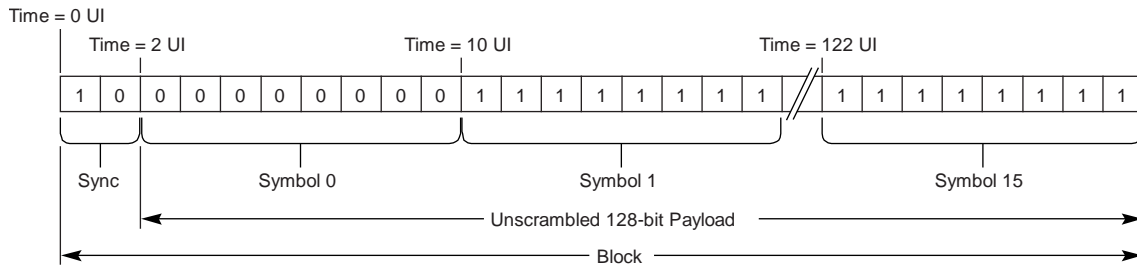 Time = 0 UI
Time = 2 UI Time = 10 UI Time = 122 UI
1 0 0 0 0 0 0 0 0 0 1 1 1 1 1 1 1 1 1 1 1 1 1 1 1 1
Sync Symbol 0 Symbol 1 Symbol 15
Unscrambled 128-bit Payload
Block